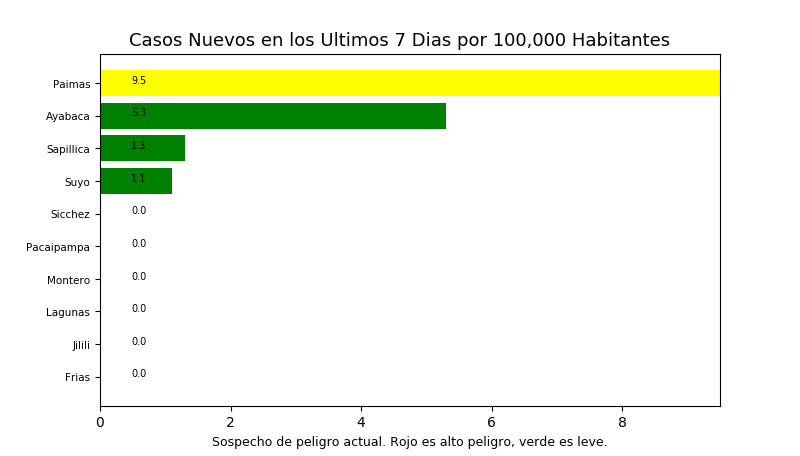 Casos Nuevos en los Ultimos 7 Dias por 100,000 Habitantes
Paimas 9.5
Ayabaca 5.3
Sapillica 1.3
Suyo 1.1
Sicchez 0.0
Pacaipampa 0.0
Montero 0.0
Lagunas 0.0
Jilili 0.0
Frias 0.0
0 2 4 6 8
Sospecho de peligro actual. Rojo es alto peligro, verde es leve.